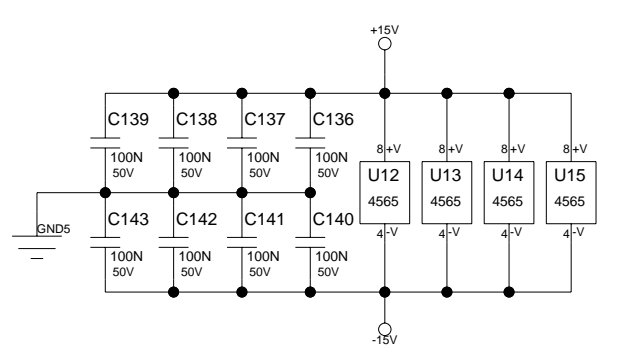 +15V
C139 C138 C137 C136
100N 100N 100N 100N
50V 50V 50V 50V
8 +V 8 +V 8 +V 8 +V
U12 U13 U14 U15
4565 4565 4565 4565
4 -V 4 -V 4 -V 4 -V
GND5
C143 C142 C141 C140
100N 100N 100N 100N
50V 50V 50V 50V
-15V